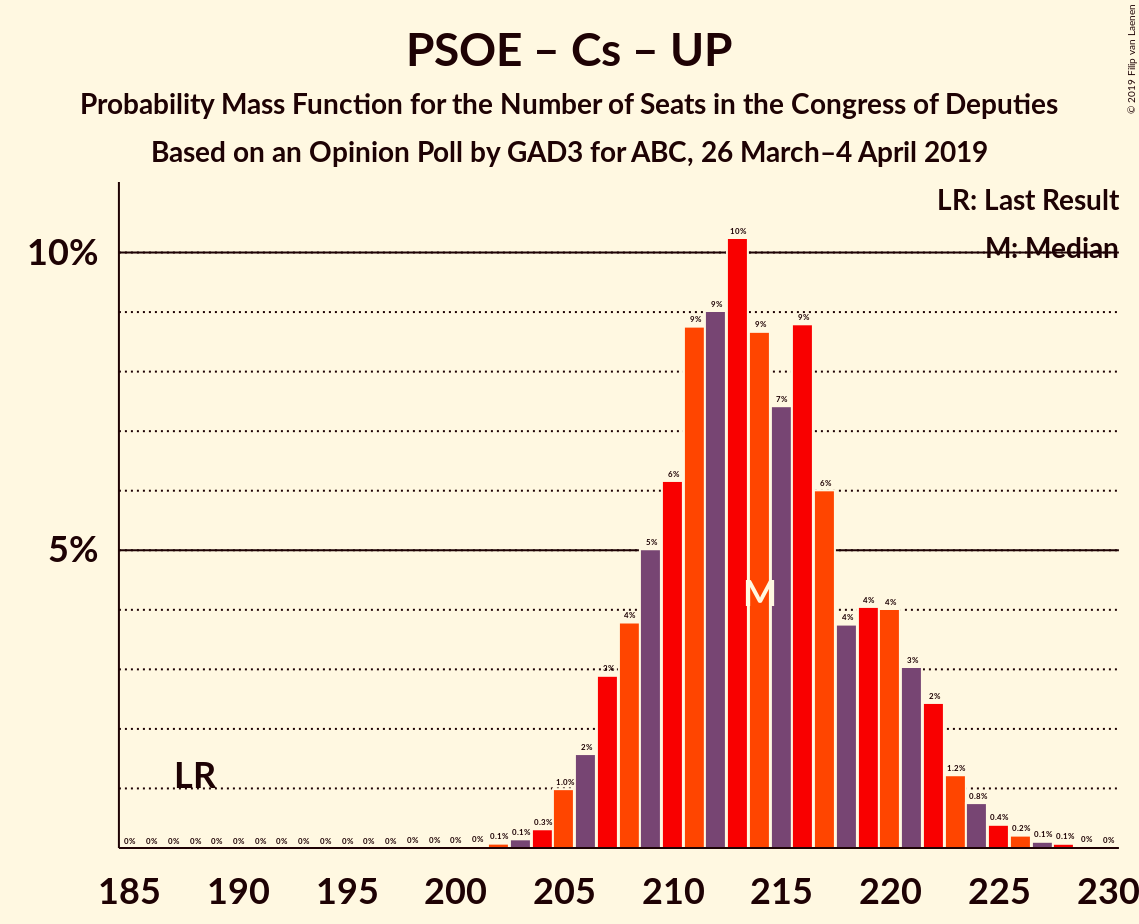 PSOE – Cs – UP
Probability Mass Function for the Number of Seats in the Congress of Deputies
Based on an Opinion Poll by GAD3 for ABC, 26 March–4 April 2019
© 2019 Filip van Laenen
LR: Last Result
M: Median
10%
5%
LR
M
0% 0% 0% 0% 0% 0% 0% 0% 0% 0% 0% 0% 0% 0% 0% 0% 0% 0.1% 0.1% 0.3% 1.0% 2% 3% 4% 5% 6% 9% 9% 10% 9% 7% 9% 6% 4% 4% 4% 3% 2% 1.2% 0.8% 0.4% 0.2% 0.1% 0.1% 0% 0%
185 190 195 200 205 210 215 220 225 230